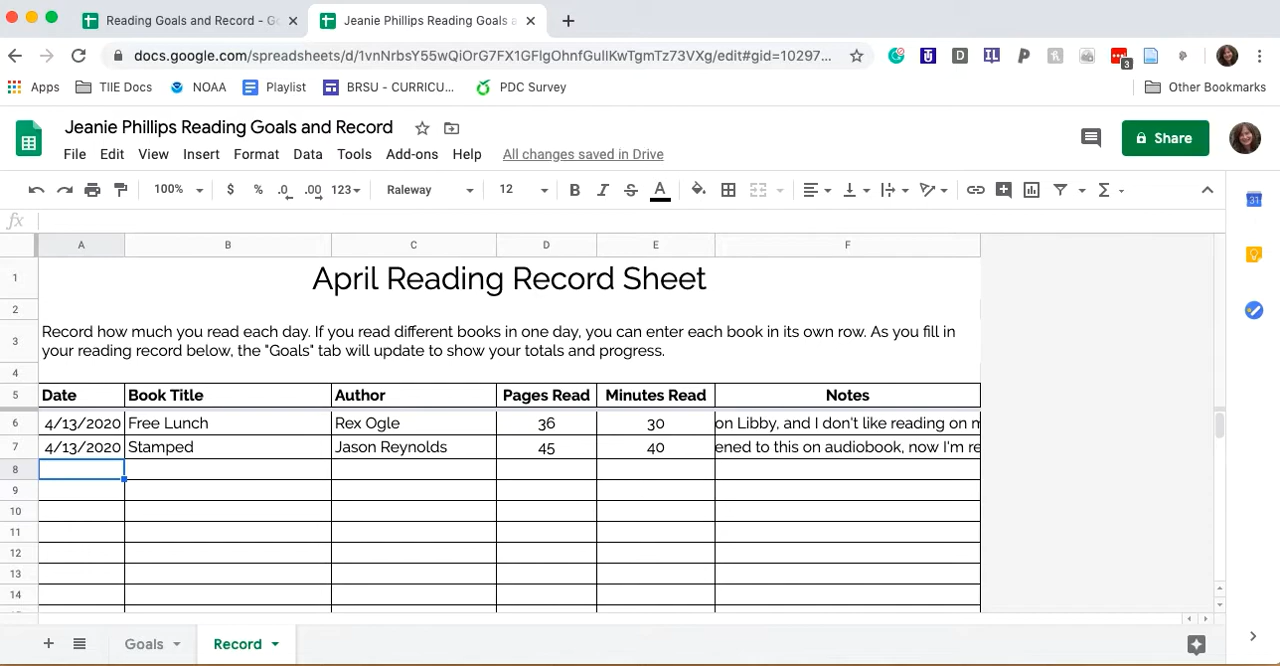 Reading Goals and Record - Go
Jeanie Phillips Reading Goals a
docs.google.com/spreadsheets/d/1vnNrbsY55wQiOrG7FX1GFlgOhnfGullKwTgmTz73VXg/edit#gid=10297...
3
Apps TIIE Docs NOAA Playlist BRSU - CURRICU... PDC Survey Other Bookmarks
Jeanie Phillips Reading Goals and Record
File Edit View Insert Format Data Tools Add-ons Help All changes saved in Drive
Share
100% $ % .0 .00 123 Raleway 12 B I S A Σ
fx
A B C D E F
1 April Reading Record Sheet
2
3 Record how much you read each day. If you read different books in one day, you can enter each book in its own row. As you fill in
your reading record below, the "Goals" tab will update to show your totals and progress.
4
5 Date Book Title Author Pages Read Minutes Read Notes
6 4/13/2020 Free Lunch Rex Ogle 36 30 on Libby, and I don't like reading on m
7 4/13/2020 Stamped Jason Reynolds 45 40 ened to this on audiobook, now I'm re
8
9
10
11
12
13
14
Goals Record